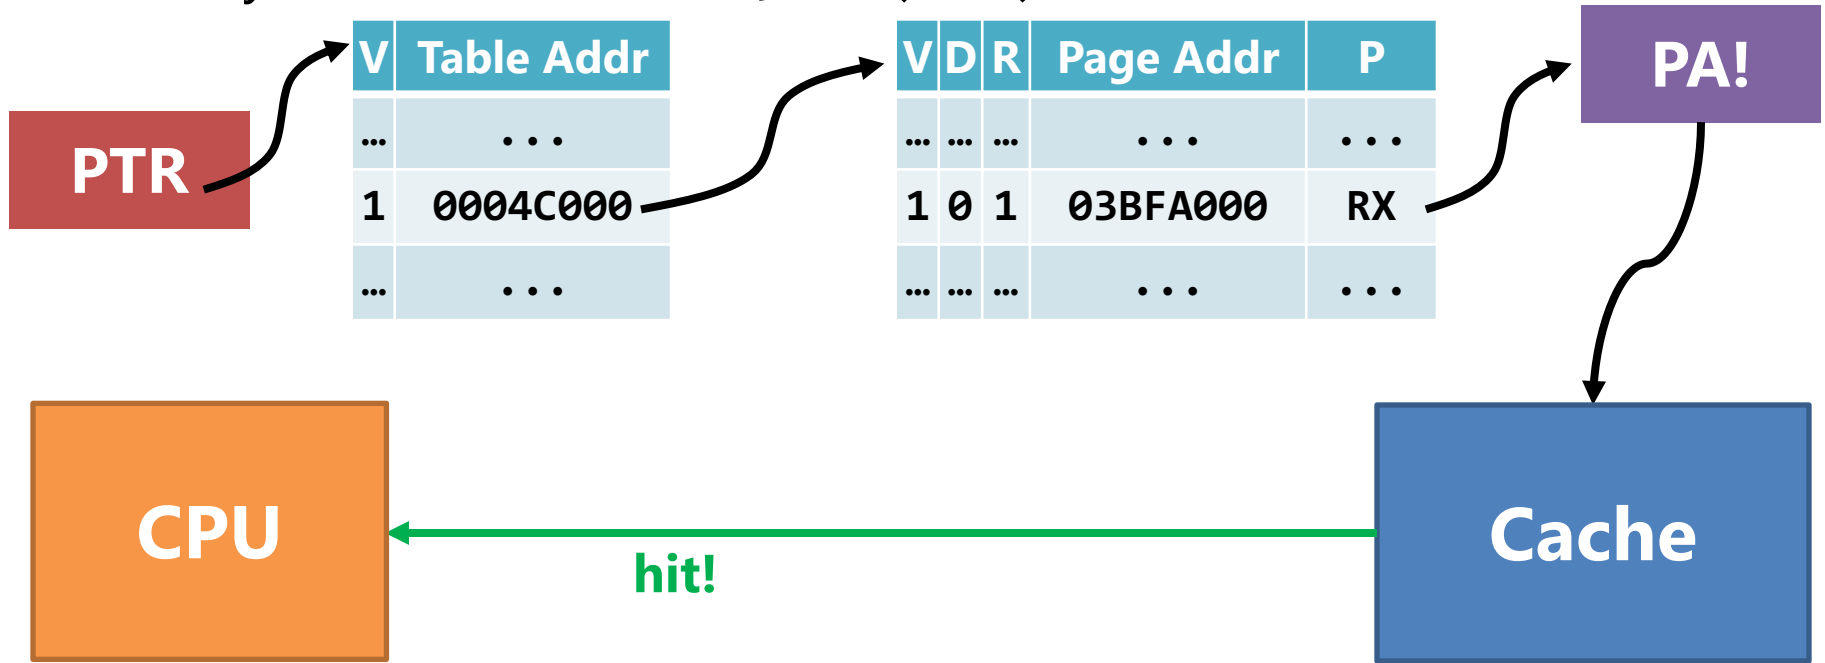 V Table Addr
… ...
1 0004C000
… ...
V D R Page Addr P
… … … ... ...
1 0 1 03BFA000 RX
… … … ... ...
PA!
PTR
CPU
hit!
Cache